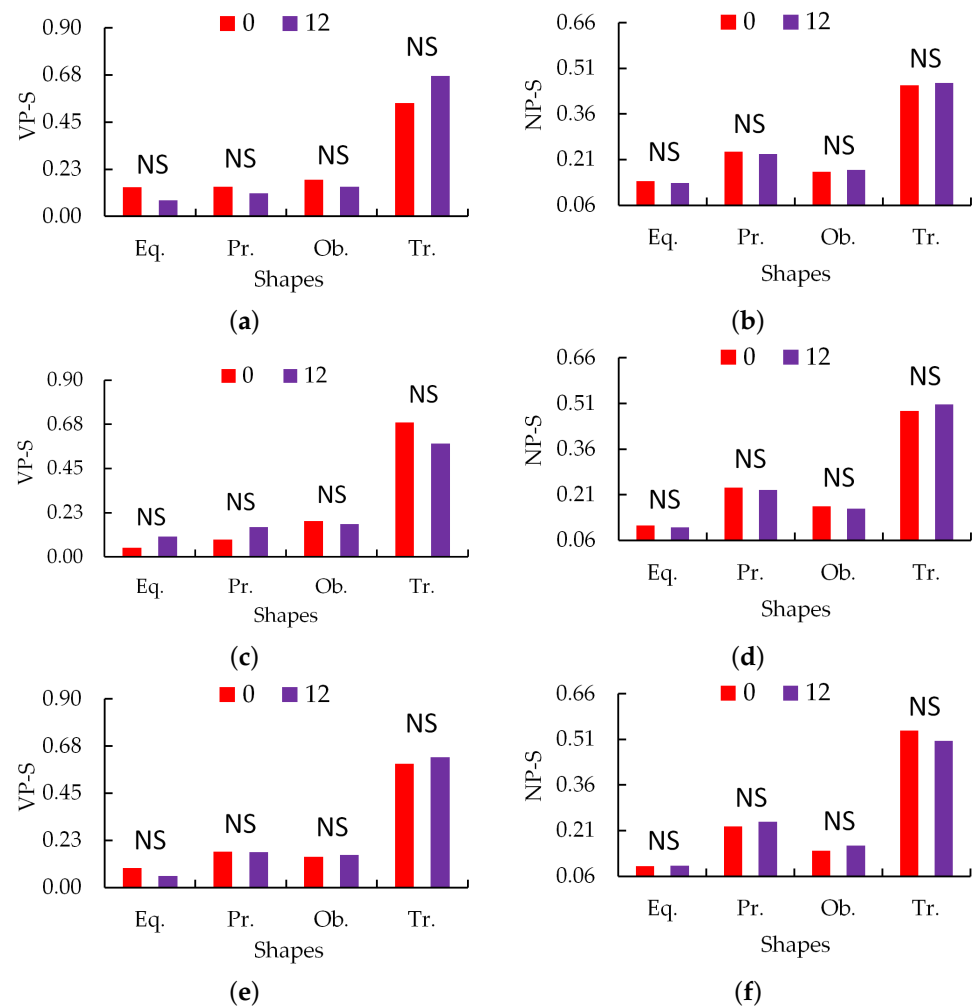 0 12
0.90
0.68
0.45
0.23
0.00
VP-S
NS NS NS NS
Eq. Pr. Ob. Tr.
Shapes
(a)
0 12
0.66
0.51
0.36
0.21
0.06
NP-S
NS NS NS NS
Eq. Pr. Ob. Tr.
Shapes
(b)
0 12
0.90
0.68
0.45
0.23
0.00
VP-S
NS NS NS NS
Eq. Pr. Ob. Tr.
Shapes
(c)
0 12
0.66
0.51
0.36
0.21
0.06
NP-S
NS NS NS NS
Eq. Pr. Ob. Tr.
Shapes
(d)
0 12
0.90
0.68
0.45
0.23
0.00
VP-S
NS NS NS NS
Eq. Pr. Ob. Tr.
Shapes
(e)
0 12
0.66
0.51
0.36
0.21
0.06
NP-S
NS NS NS NS
Eq. Pr. Ob. Tr.
Shapes
(f)